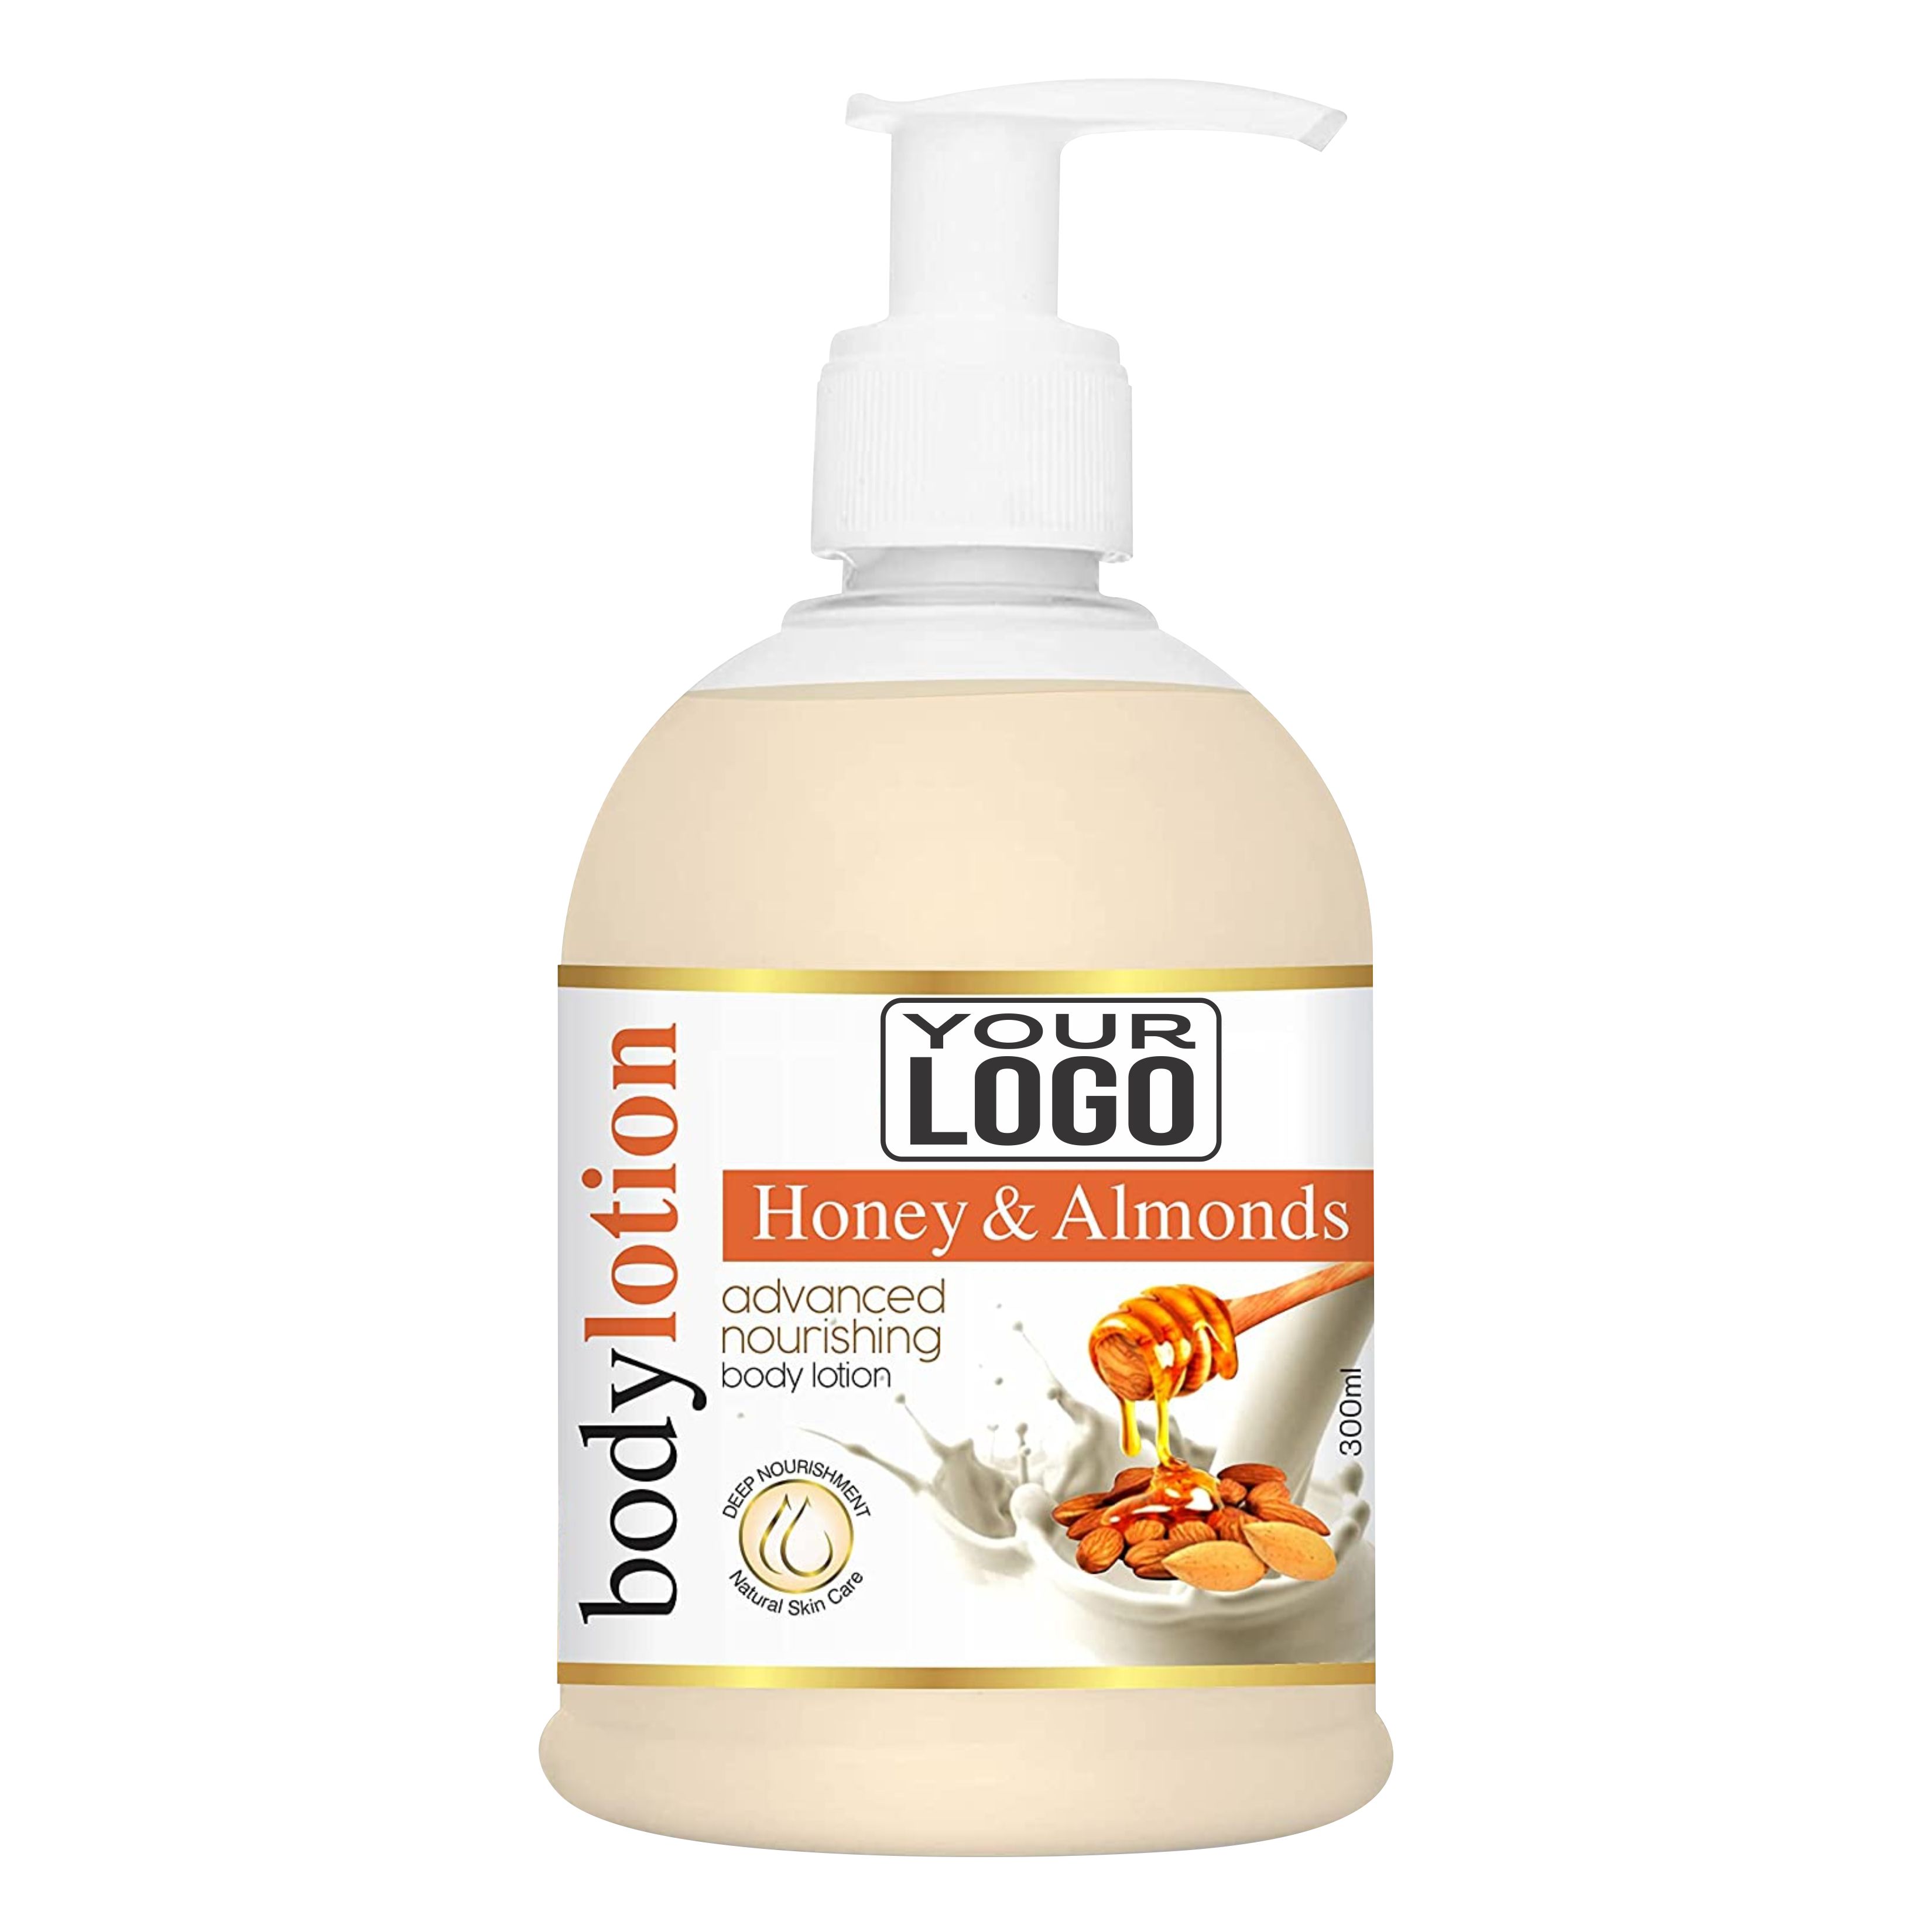 bodylotion
YOUR
LOGO
Honey & Almonds
advanced
nourishing
body lotion
300ml
DEEP NOURISHMENT
Natural Skin Care